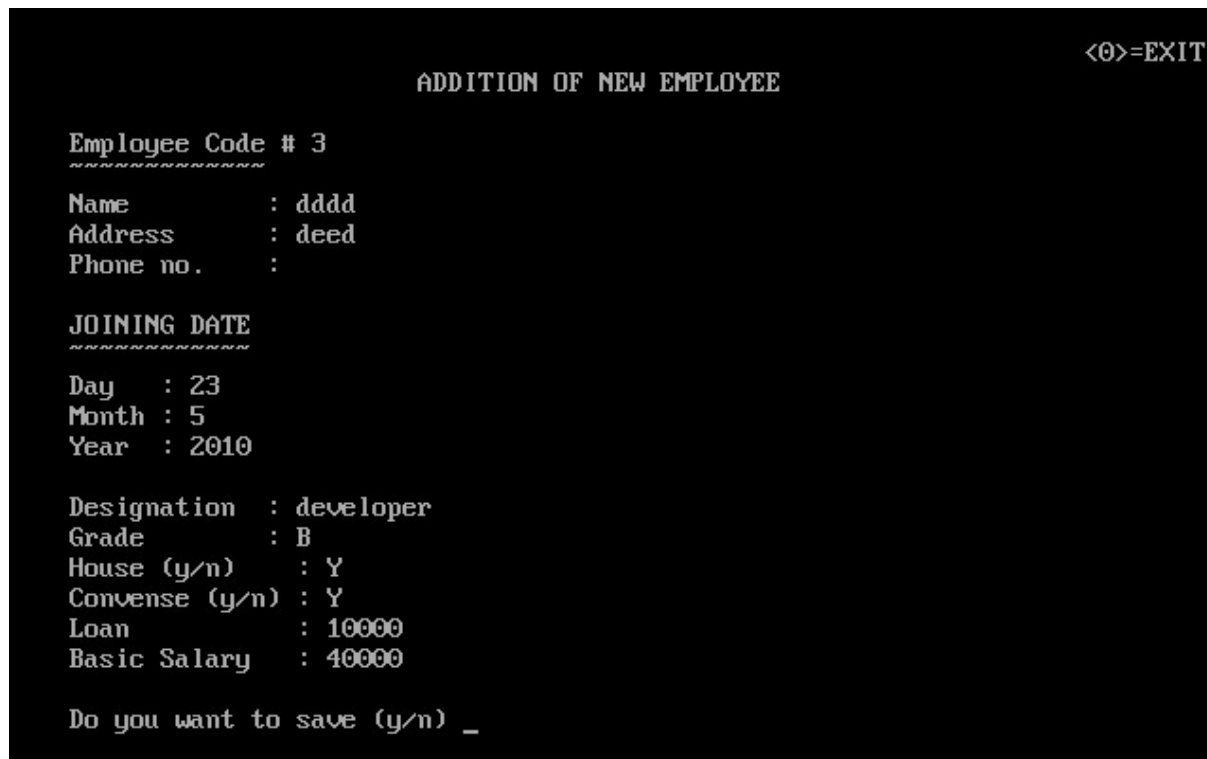 <0>=EXIT
ADDITION OF NEW EMPLOYEE
Employee Code # 3
~~~~~~~~~~~~~
Name : dddd
Address : deed
Phone no. :
JOINING DATE
~~~~~~~~~~~~
Day : 23
Month : 5
Year : 2010
Designation : developer
Grade : B
House (y/n) : Y
Convense (y/n) : Y
Loan : 10000
Basic Salary : 40000
Do you want to save (y/n) _